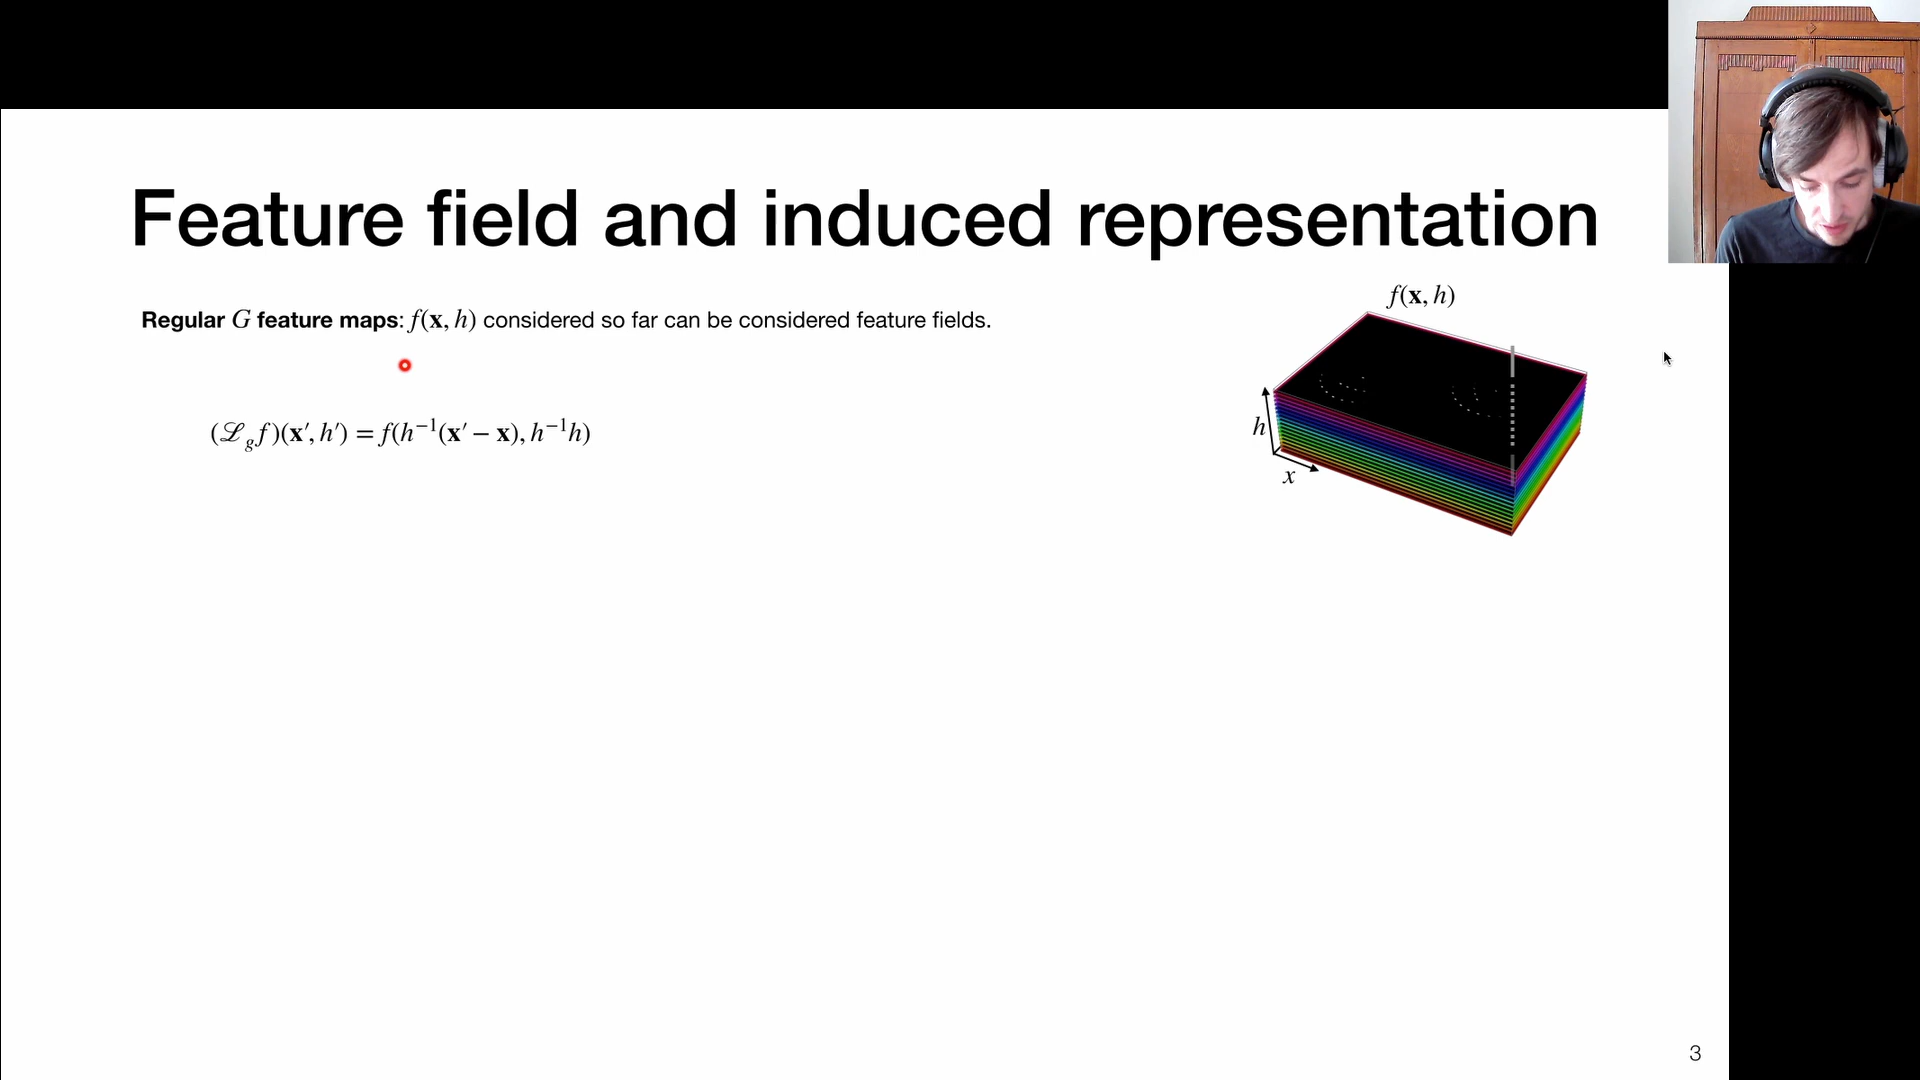 Feature field and induced representation
f(x, h)
Regular G feature maps: f(x, h) considered so far can be considered feature fields.
(ℒ_g f)(x′, h′) = f(h⁻¹(x′ − x), h⁻¹h)
h
x
3